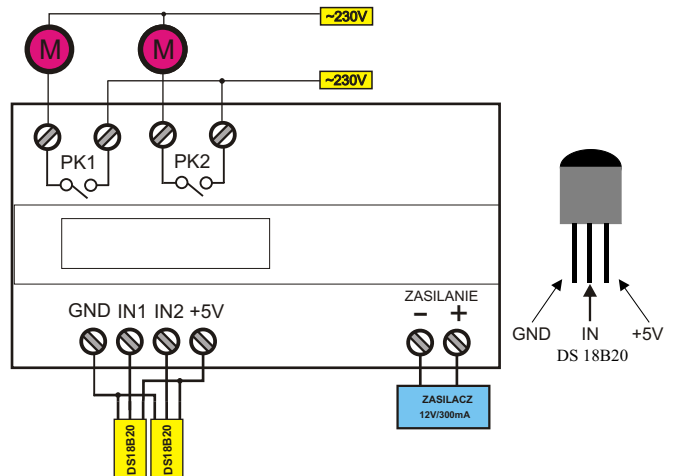 ~230V
M M
~230V
PK1 PK2
ZASILANIE
- +
GND IN1 IN2 +5V
GND IN +5V
DS 18B20
ZASILACZ
12V/300mA
DS18B20
DS18B20